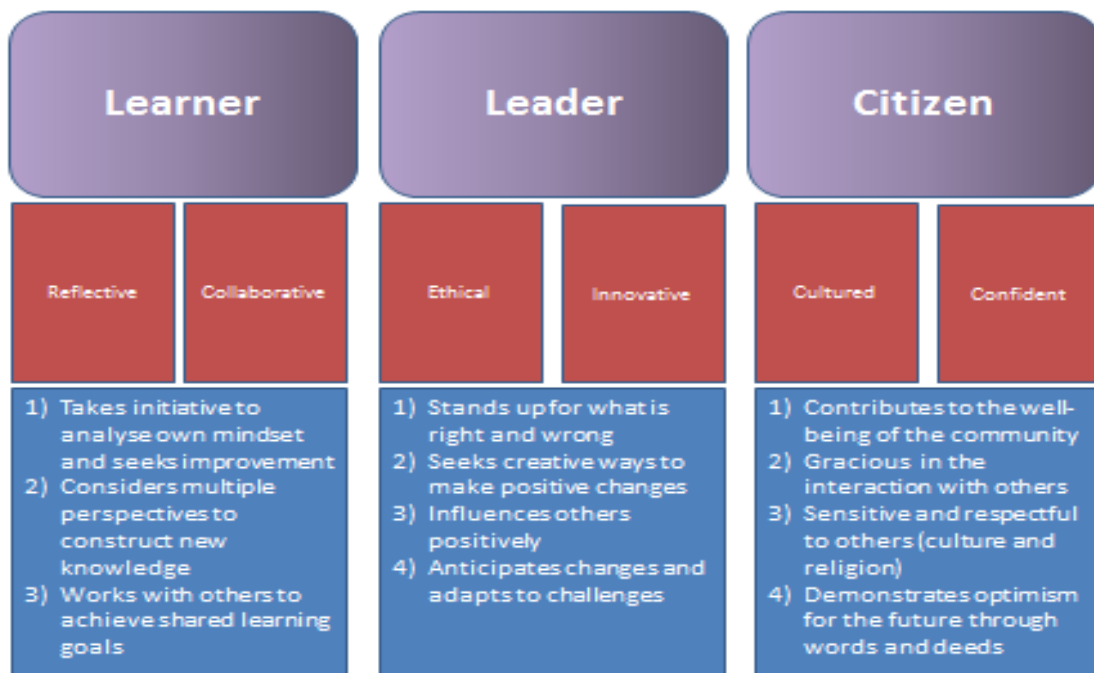 Learner
Reflective
Collaborative
1) Takes initiative to
analyse own mindset
and seeks improvement
2) Considers multiple
perspectives to
construct new
knowledge
3) Works with others to
achieve shared learning
goals
Leader
Ethical
Innovative
1) Stands up for what is
right and wrong
2) Seeks creative ways to
make positive changes
3) Influences others
positively
4) Anticipates changes and
adapts to challenges
Citizen
Cultured
Confident
1) Contributes to the well-
being of the community
2) Gracious in the
interaction with others
3) Sensitive and respectful
to others (culture and
religion)
4) Demonstrates optimism
for the future through
words and deeds